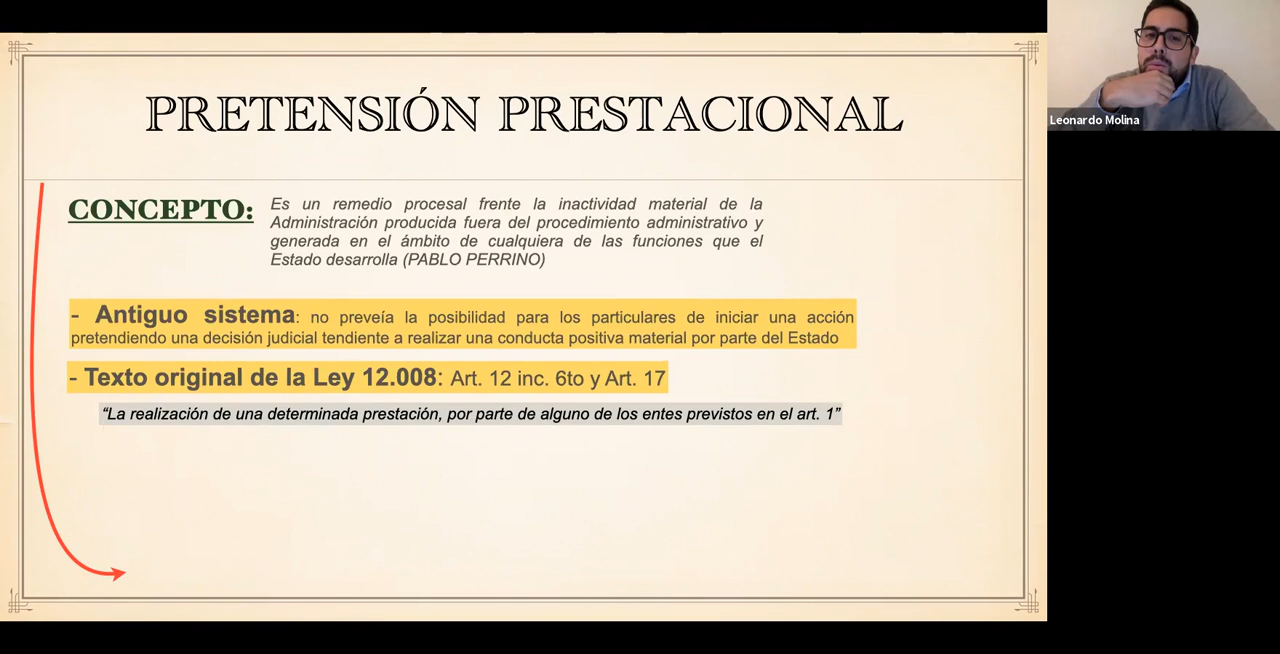 PRETENSIÓN PRESTACIONAL
CONCEPTO:
Es un remedio procesal frente la inactividad material de la
Administración producida fuera del procedimiento administrativo y
generada en el ámbito de cualquiera de las funciones que el
Estado desarrolla (PABLO PERRINO)
- Antiguo sistema: no preveía la posibilidad para los particulares de iniciar una acción
pretendiendo una decisión judicial tendiente a realizar una conducta positiva material por parte del Estado
- Texto original de la Ley 12.008: Art. 12 inc. 6to y Art. 17
“La realización de una determinada prestación, por parte de alguno de los entes previstos en el art. 1”
Leonardo Molina